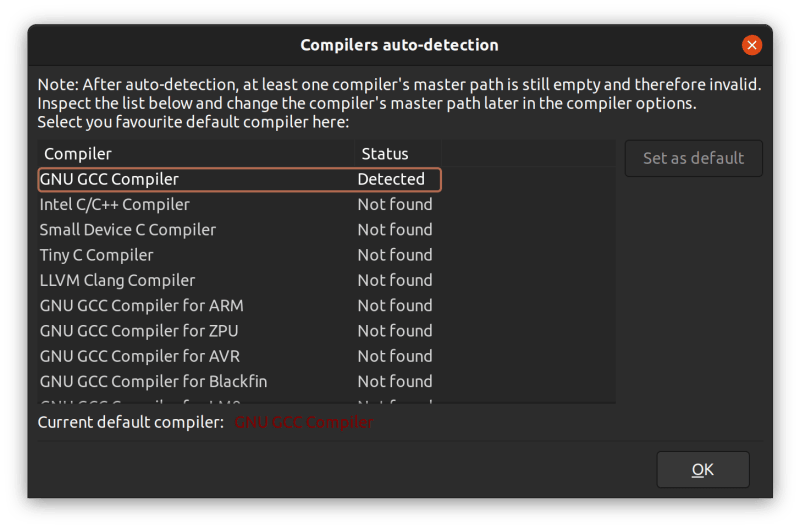 Compilers auto-detection
Note: After auto-detection, at least one compiler's master path is still empty and therefore invalid.
Inspect the list below and change the compiler's master path later in the compiler options.
Select you favourite default compiler here:
Compiler Status
Set as default
GNU GCC Compiler Detected
Intel C/C++ Compiler Not found
Small Device C Compiler Not found
Tiny C Compiler Not found
LLVM Clang Compiler Not found
GNU GCC Compiler for ARM Not found
GNU GCC Compiler for ZPU Not found
GNU GCC Compiler for AVR Not found
GNU GCC Compiler for Blackfin Not found
Current default compiler: GNU GCC Compiler
OK